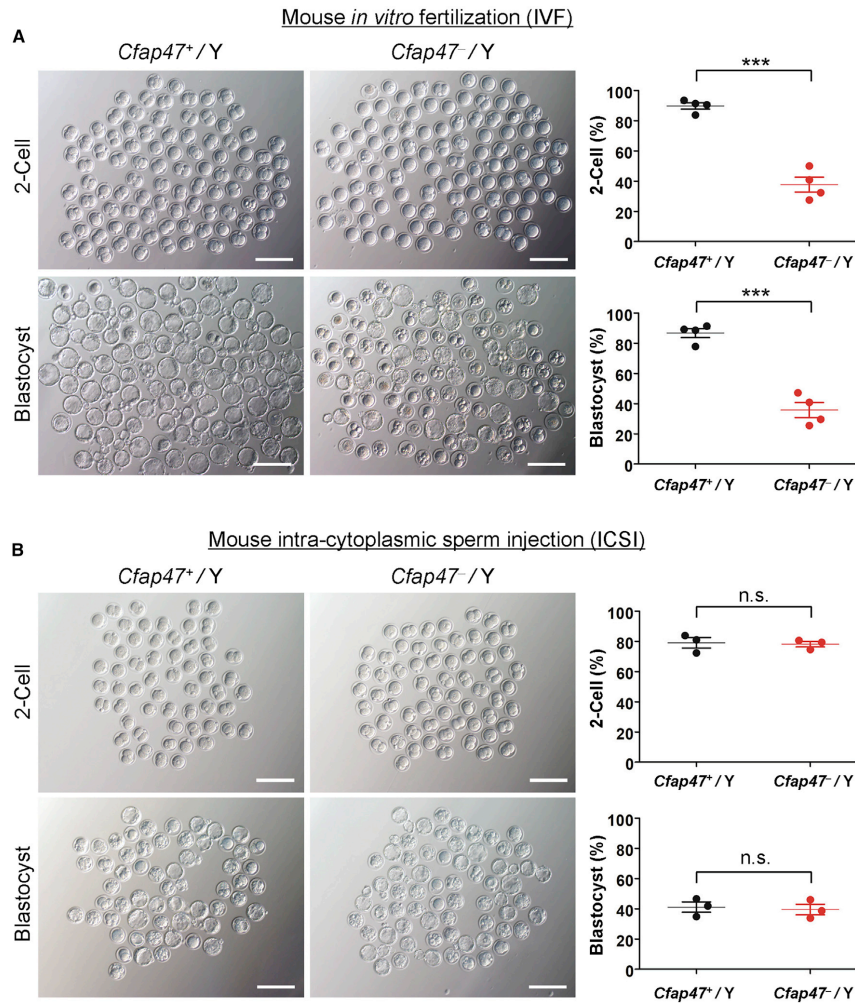 Mouse in vitro fertilization (IVF)
A
Cfap47⁺/Y
Cfap47⁻/Y
2-Cell
Blastocyst
2-Cell (%)
100
80
60
40
20
0
***
Cfap47⁺/Y
Cfap47⁻/Y
Blastocyst (%)
100
80
60
40
20
0
***
Cfap47⁺/Y
Cfap47⁻/Y
B
Mouse intra-cytoplasmic sperm injection (ICSI)
Cfap47⁺/Y
Cfap47⁻/Y
2-Cell
Blastocyst
2-Cell (%)
100
80
60
40
20
0
n.s.
Cfap47⁺/Y
Cfap47⁻/Y
Blastocyst (%)
100
80
60
40
20
0
n.s.
Cfap47⁺/Y
Cfap47⁻/Y